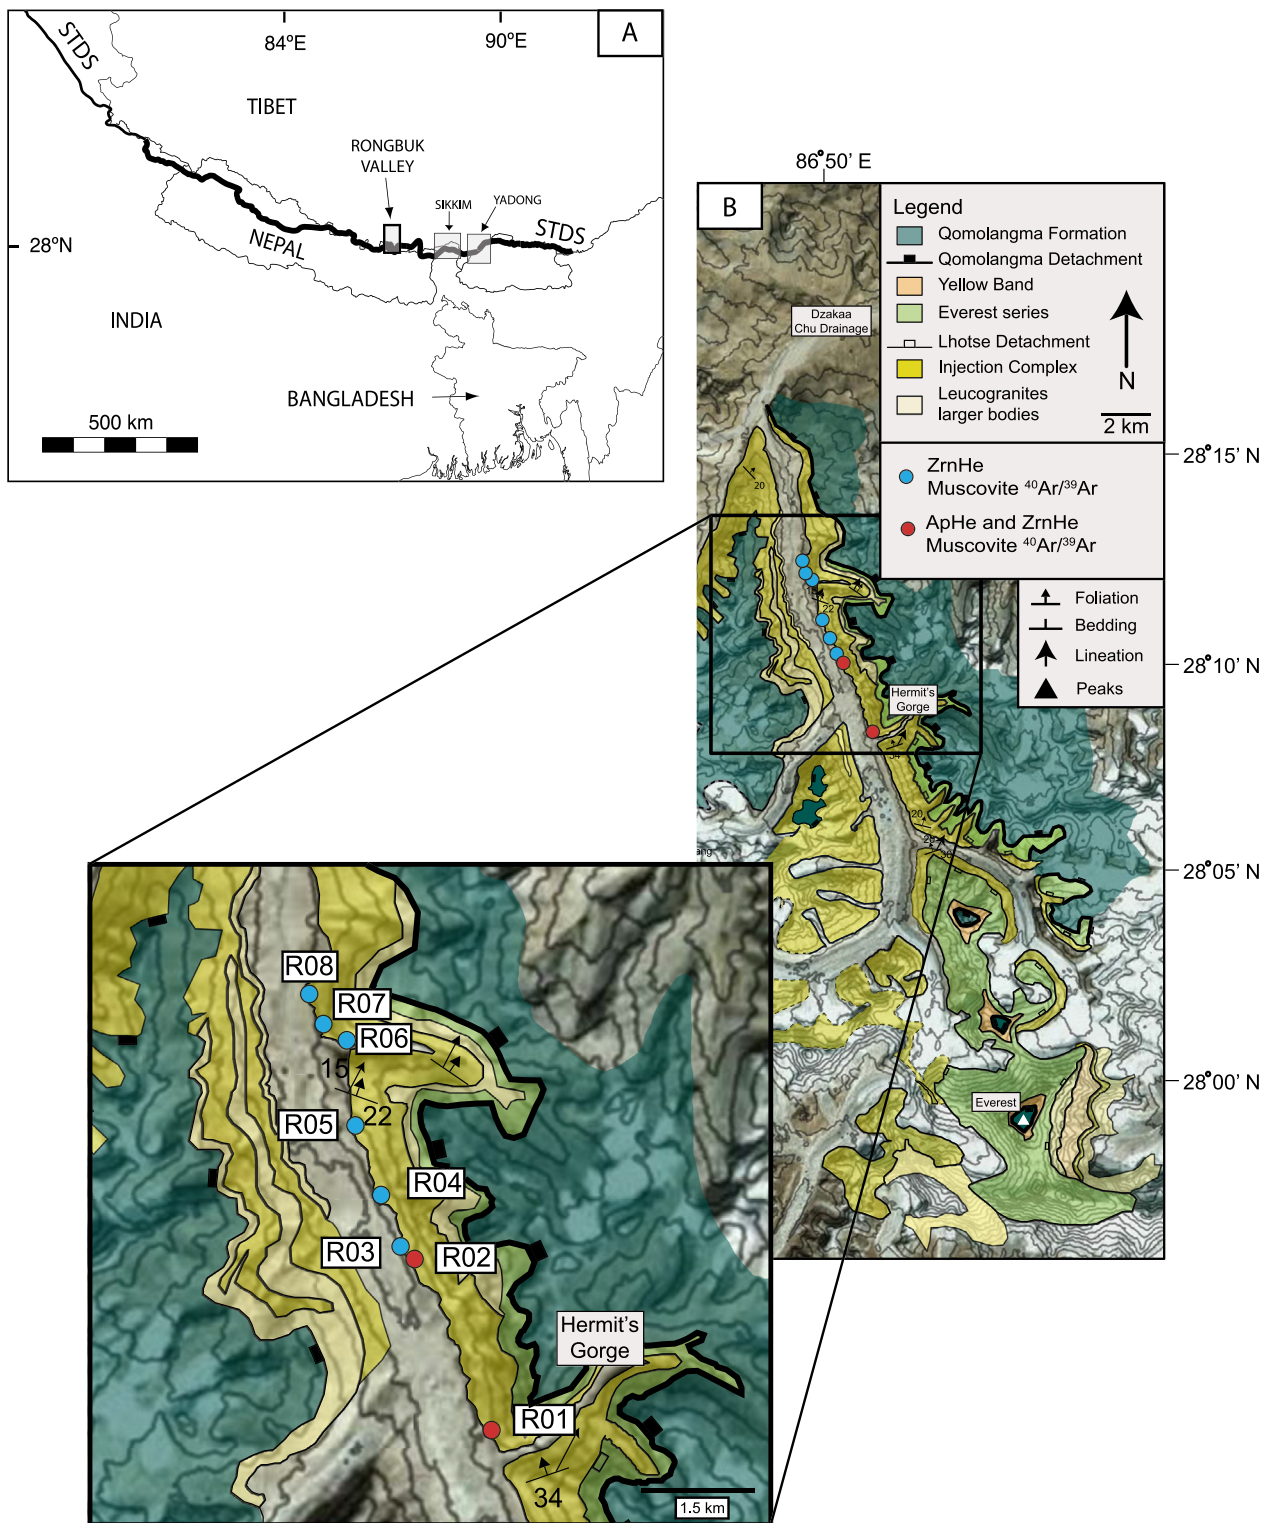 A
84°E
90°E
STDS
TIBET
RONGBUK
VALLEY
SIKKIM
YADONG
STDS
28°N
NEPAL
INDIA
BANGLADESH
500 km
86°50' E
B
Legend
Qomolangma Formation
Qomolangma Detachment
Yellow Band
Everest series
Lhotse Detachment
Injection Complex
Leucogranites
larger bodies
N
2 km
ZrnHe
Muscovite ⁴⁰Ar/³⁹Ar
ApHe and ZrnHe
Muscovite ⁴⁰Ar/³⁹Ar
Foliation
Bedding
Lineation
Peaks
Dzakaa
Chu Drainage
20
22
Hermit's
Gorge
34
20
Everest
28°15' N
28°10' N
28°05' N
28°00' N
ang
R08
R07
R06
15
22
R05
R04
R03
R02
Hermit's
Gorge
R01
34
1.5 km